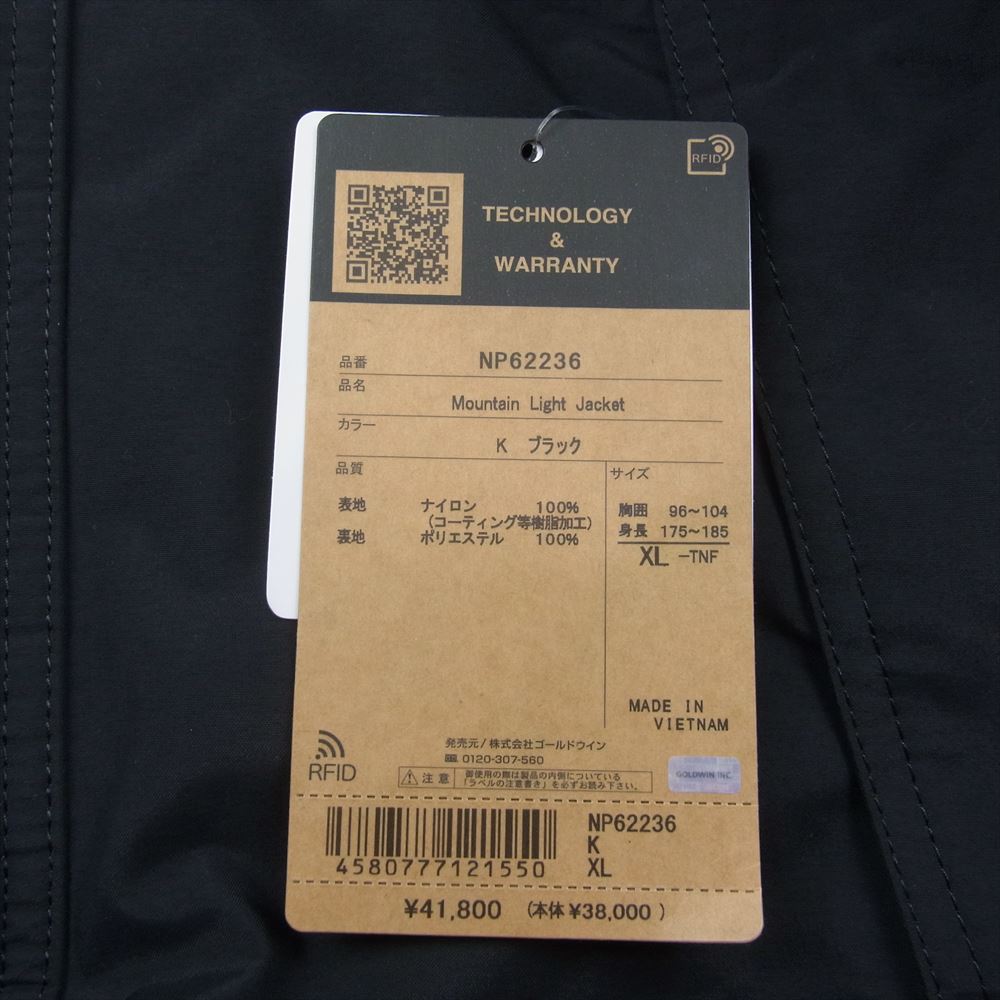 RFID
TECHNOLOGY
&
WARRANTY
品番 NP62236
品名
Mountain Light Jacket
カラー
K ブラック
品質
表地 ナイロン 100%
(コーティング等樹脂加工)
裏地 ポリエステル 100%
サイズ
胸囲 96～104
身長 175～185
XL -TNF
MADE IN
VIETNAM
発売元/株式会社ゴールドウイン
0120-307-560
RFID
注意 御使用の際は製品の内側についている
「ラベルの注意書き」を必ずお読み下さい。
GOLDWIN INC.
4580777121550
NP62236
K
XL
¥41,800 (本体¥38,000 )